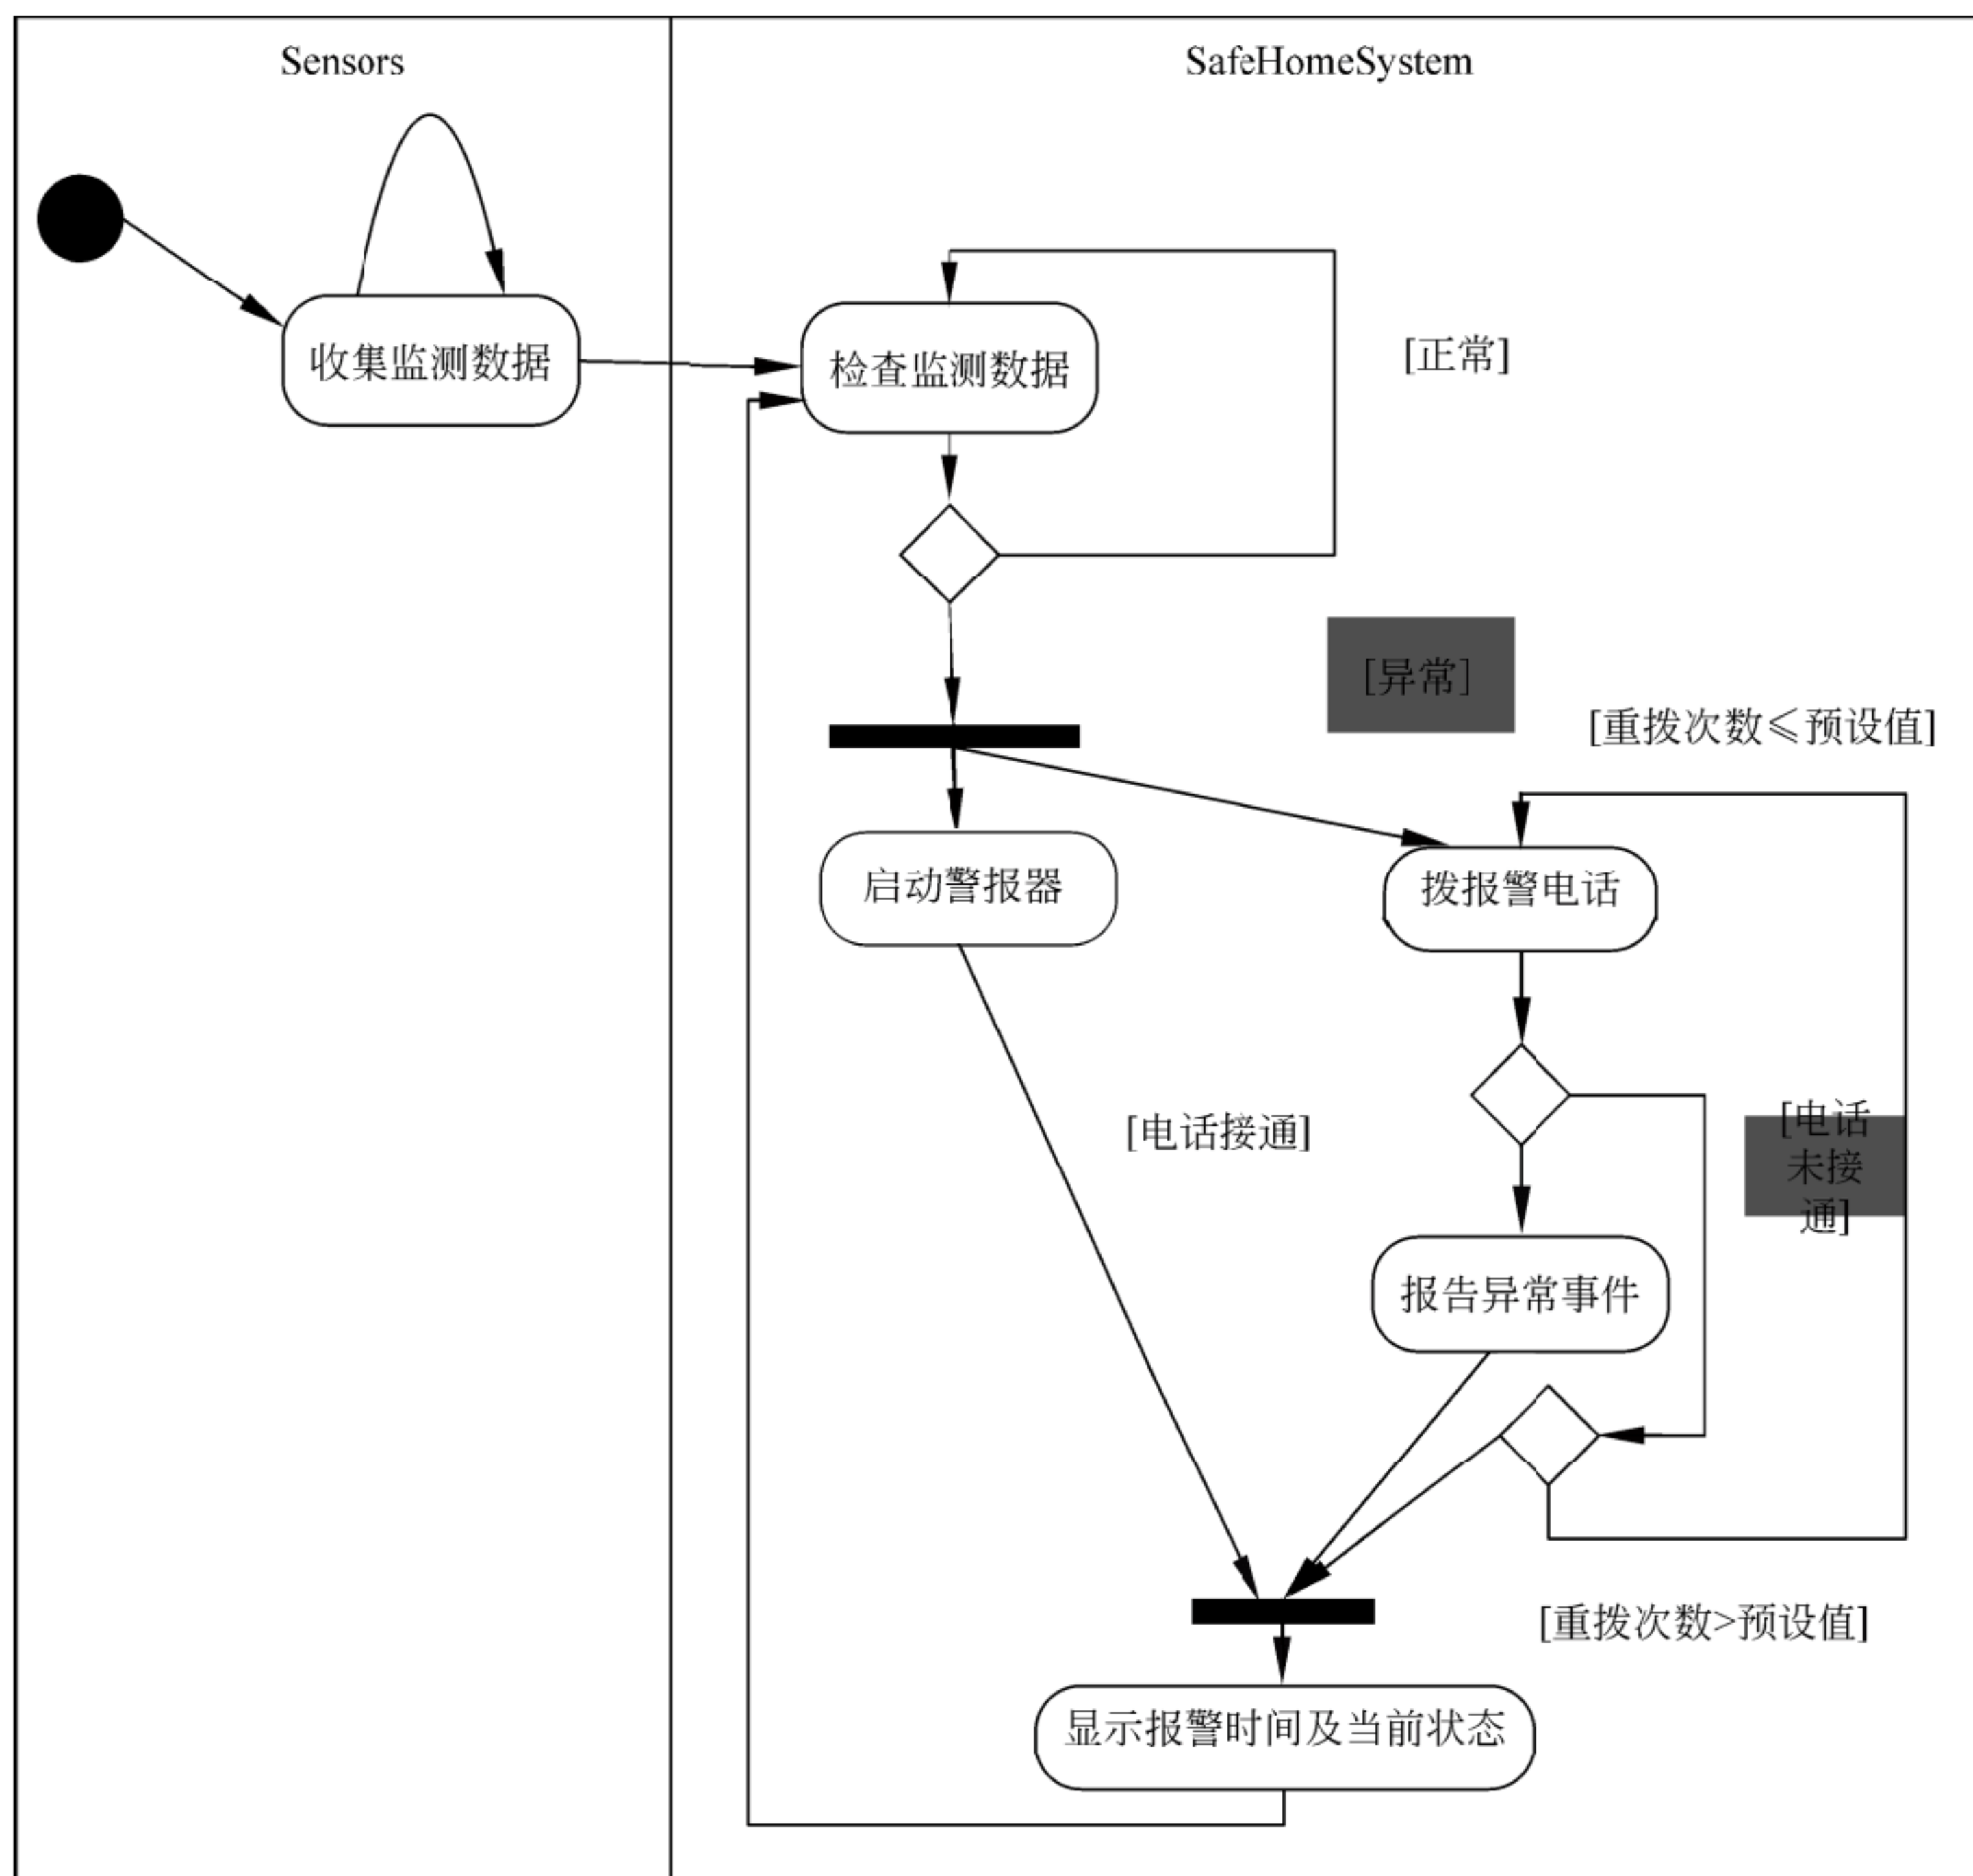 Sensors
SafeHomeSystem
收集监测数据
检查监测数据
[正常]
[异常]
[重拨次数≤预设值]
启动警报器
拨报警电话
[电话接通]
[电话
未接
通]
报告异常事件
[重拨次数>预设值]
显示报警时间及当前状态